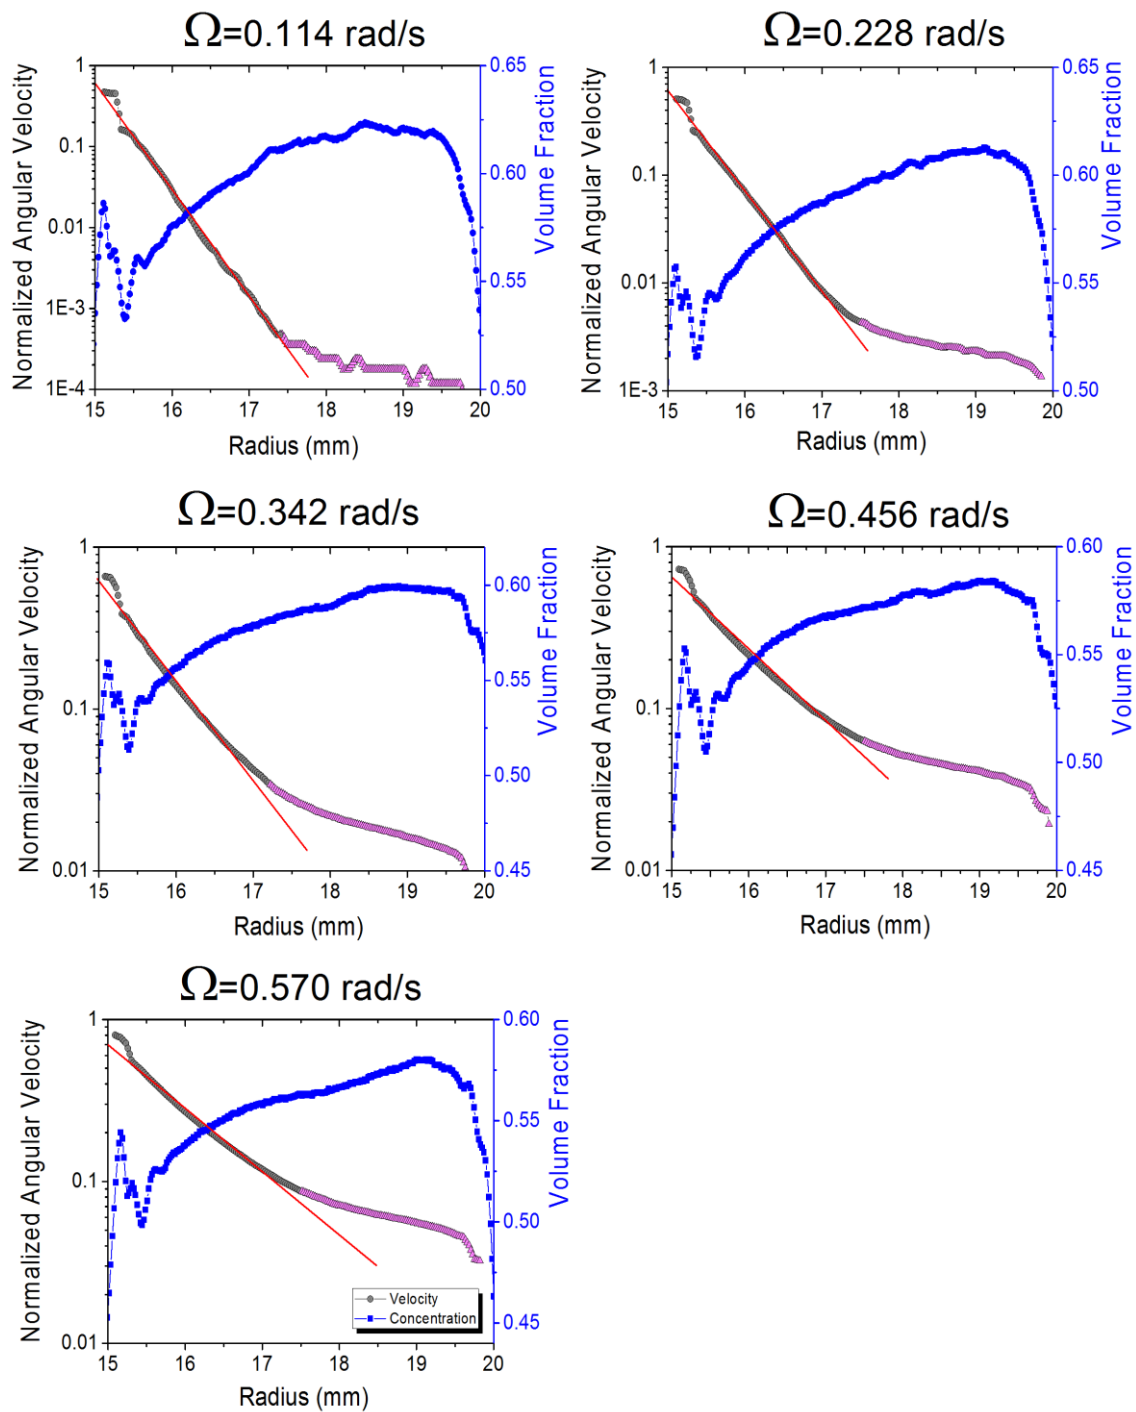 Ω=0.114 rad/s
Normalized Angular Velocity
1
0.1
0.01
1E-3
1E-4
15 16 17 18 19 20
Radius (mm)
0.65
0.60
0.55
0.50
Volume Fraction
Ω=0.228 rad/s
Normalized Angular Velocity
1
0.1
0.01
1E-3
15 16 17 18 19 20
Radius (mm)
0.65
0.60
0.55
0.50
Volume Fraction
Ω=0.342 rad/s
Normalized Angular Velocity
1
0.1
0.01
15 16 17 18 19 20
Radius (mm)
0.60
0.55
0.50
0.45
Volume Fraction
Ω=0.456 rad/s
Normalized Angular Velocity
1
0.1
0.01
15 16 17 18 19 20
Radius (mm)
0.60
0.55
0.50
0.45
Volume Fraction
Ω=0.570 rad/s
Normalized Angular Velocity
1
0.1
0.01
15 16 17 18 19 20
Radius (mm)
0.60
0.55
0.50
0.45
Volume Fraction
Velocity
Concentration